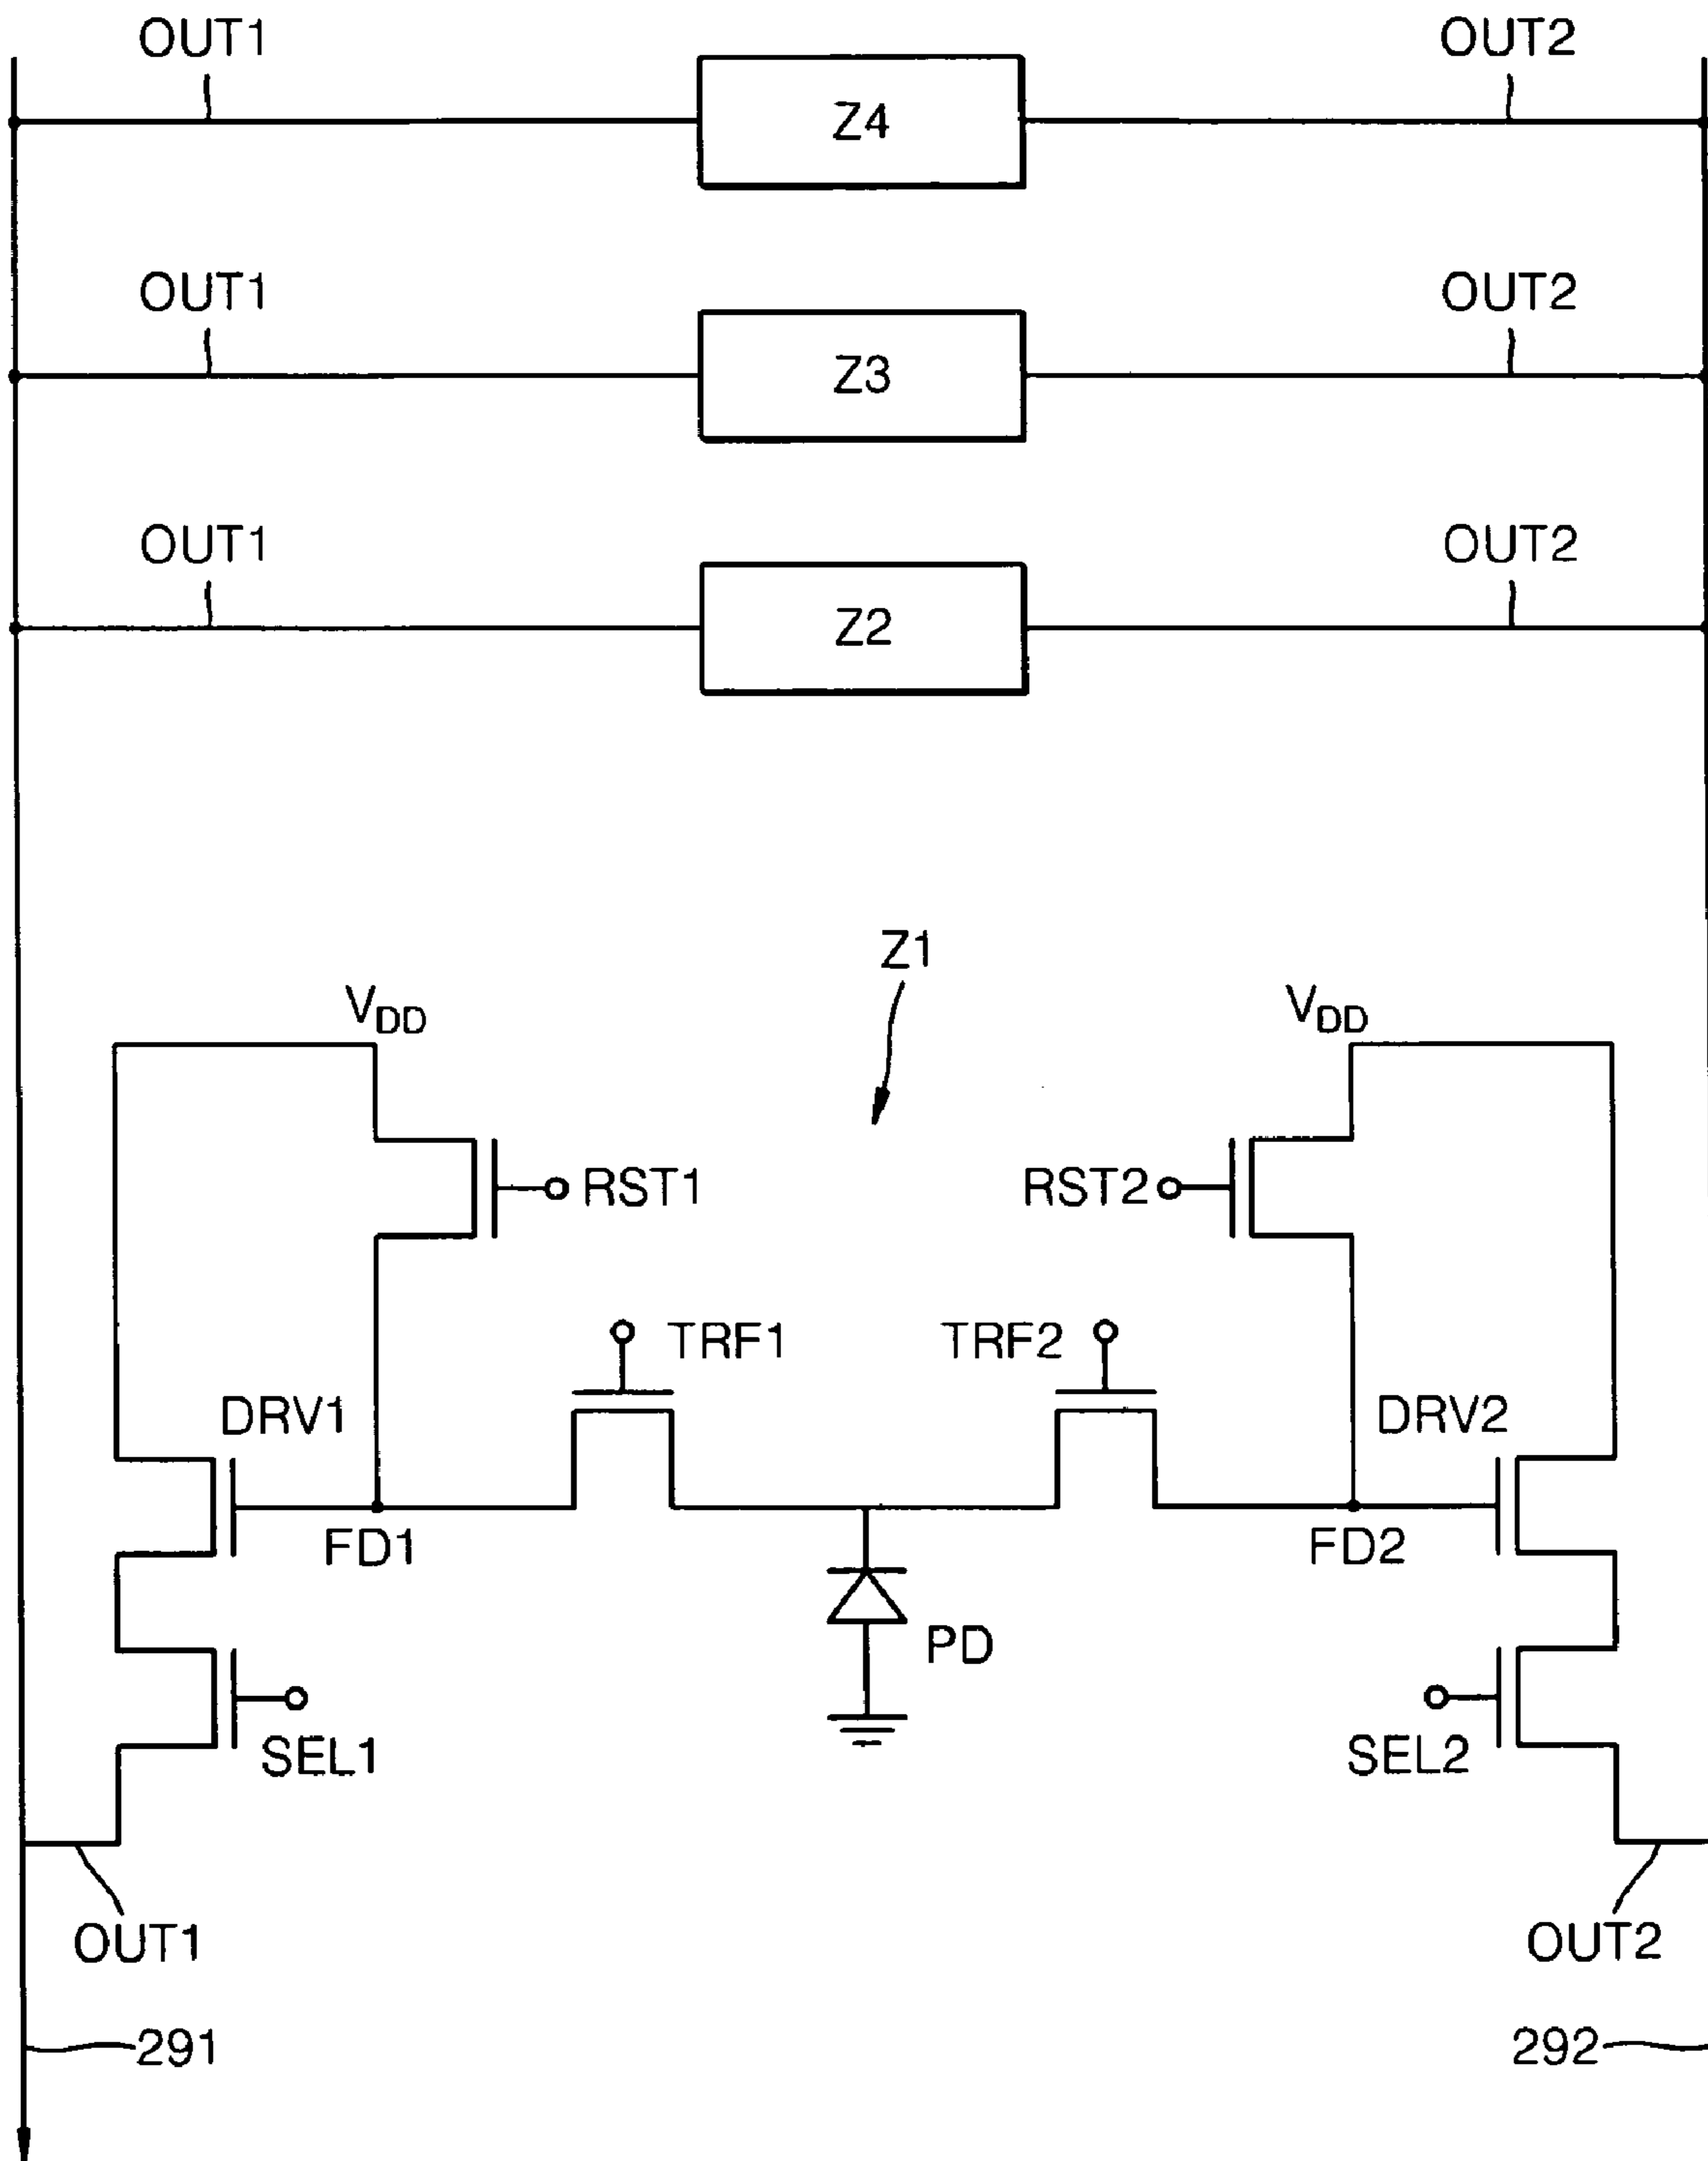 OUT1 OUT2
Z4
OUT1 OUT2
Z3
OUT1 OUT2
Z2
Z1
VDD VDD
RST1 RST2
TRF1 TRF2
DRV1 DRV2
FD1 FD2
PD
SEL1 SEL2
OUT1 OUT2
291 292